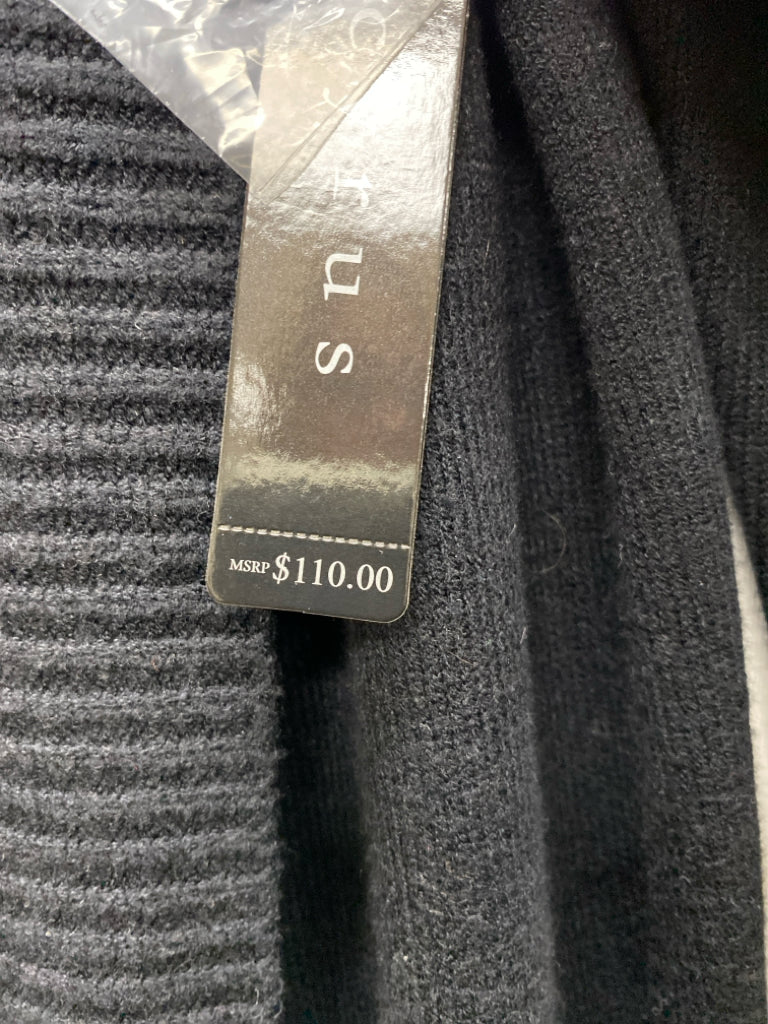 c y r u s
MSRP $110.00